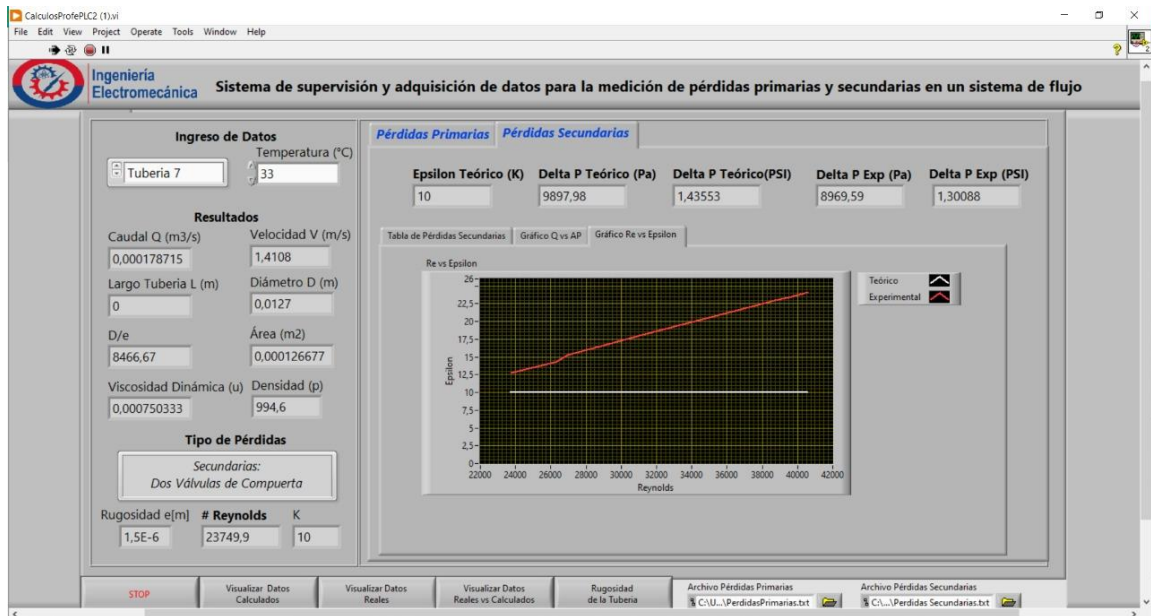 CalculosProfePLC2 (1).vi
File Edit View Project Operate Tools Window Help
Ingeniería
Electromecánica
Sistema de supervisión y adquisición de datos para la medición de pérdidas primarias y secundarias en un sistema de flujo
Ingreso de Datos
Temperatura (°C)
Tuberia 7
33
Resultados
Caudal Q (m3/s) Velocidad V (m/s)
0,000178715 1,4108
Largo Tuberia L (m) Diámetro D (m)
0 0,0127
D/e Área (m2)
8466,67 0,000126677
Viscosidad Dinámica (u) Densidad (p)
0,000750333 994,6
Tipo de Pérdidas
Secundarias:
Dos Válvulas de Compuerta
Rugosidad e[m] # Reynolds K
1,5E-6 23749,9 10
Pérdidas Primarias Pérdidas Secundarias
Epsilon Teórico (K) Delta P Teórico (Pa) Delta P Teórico(PSI) Delta P Exp (Pa) Delta P Exp (PSI)
10 9897,98 1,43553 8969,59 1,30088
Tabla de Pérdidas Secundarias Gráfico Q vs AP Gráfico Re vs Epsilon
Re vs Epsilon
26
22,5
20
17,5
15
12,5
10
7,5
5
2,5
0
Epsilon
22000 24000 26000 28000 30000 32000 34000 36000 38000 40000 42000
Reynolds
Teórico
Experimental
STOP
Visualizar Datos
Calculados
Visualizar Datos
Reales
Visualizar Datos
Reales vs Calculados
Rugosidad
de la Tuberia
Archivo Pérdidas Primarias
C:\U...\PerdidasPrimarias.txt
Archivo Pérdidas Secundarias
C:\...\Perdidas Secundarias.txt